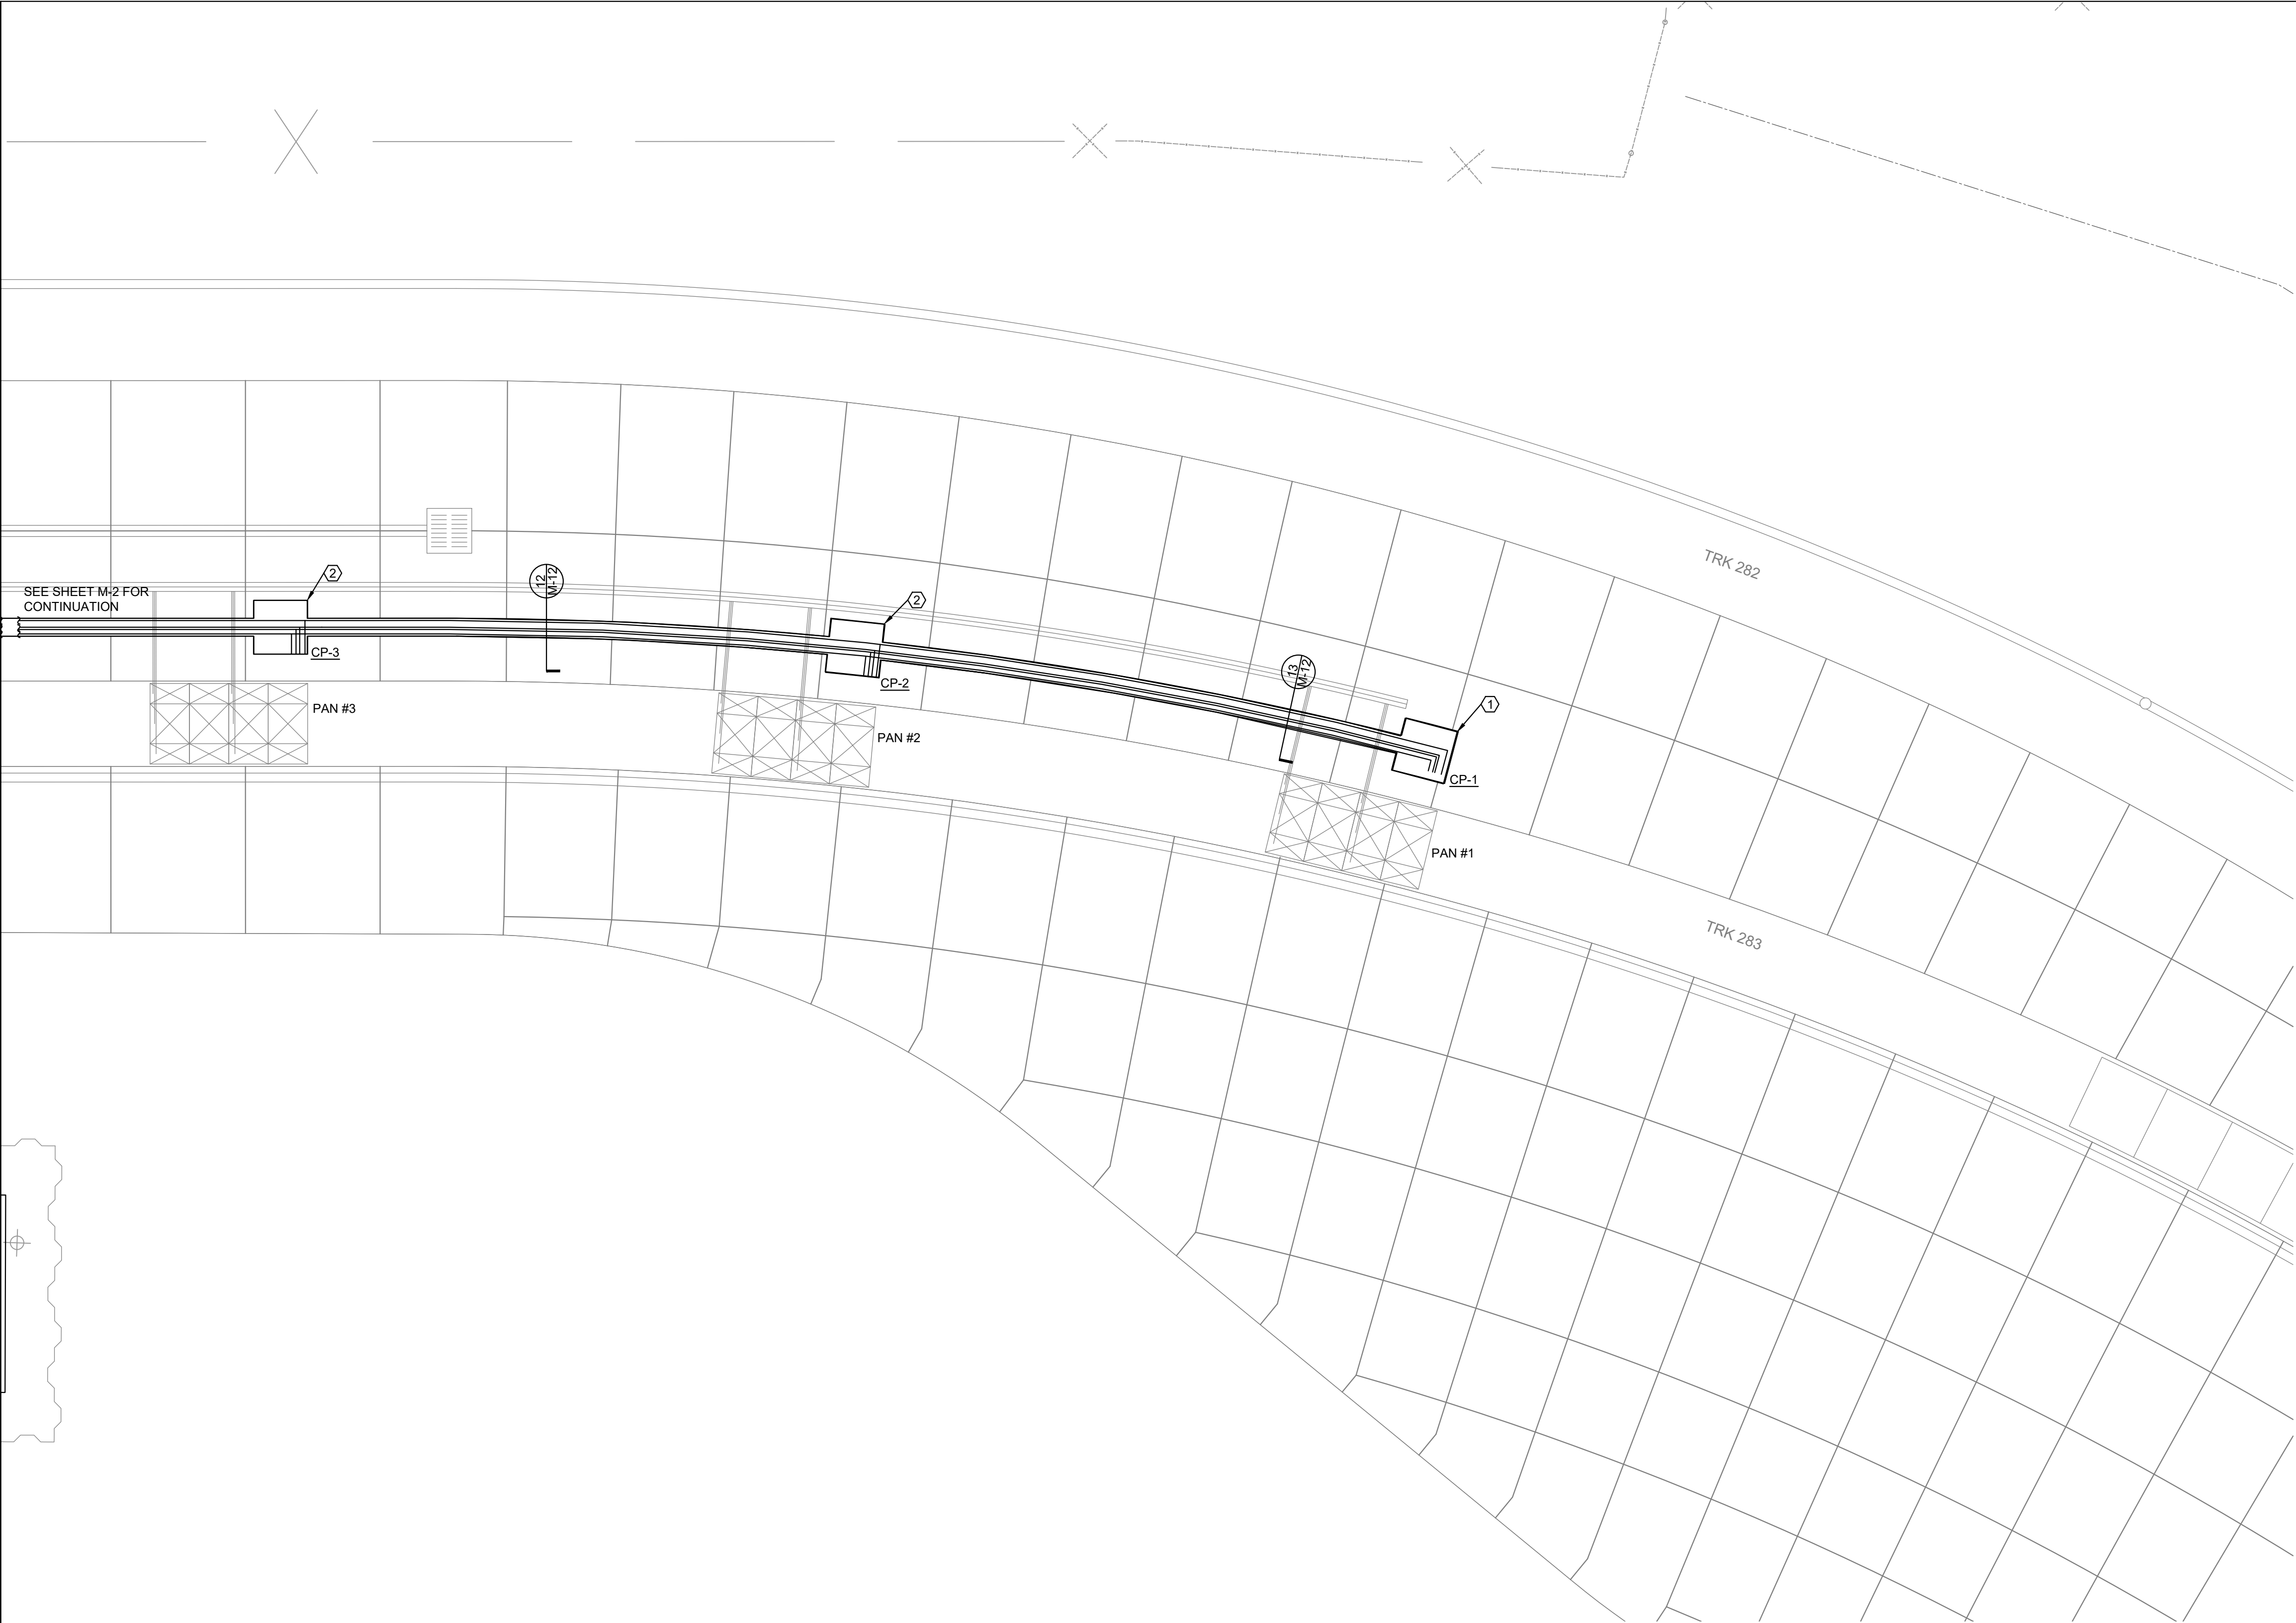 TRK 282
SEE SHEET M-2 FOR
CONTINUATION
2
12
M-12
2
CP-3
CP-2
13
M-12
1
PAN #3
PAN #2
CP-1
PAN #1
TRK 283